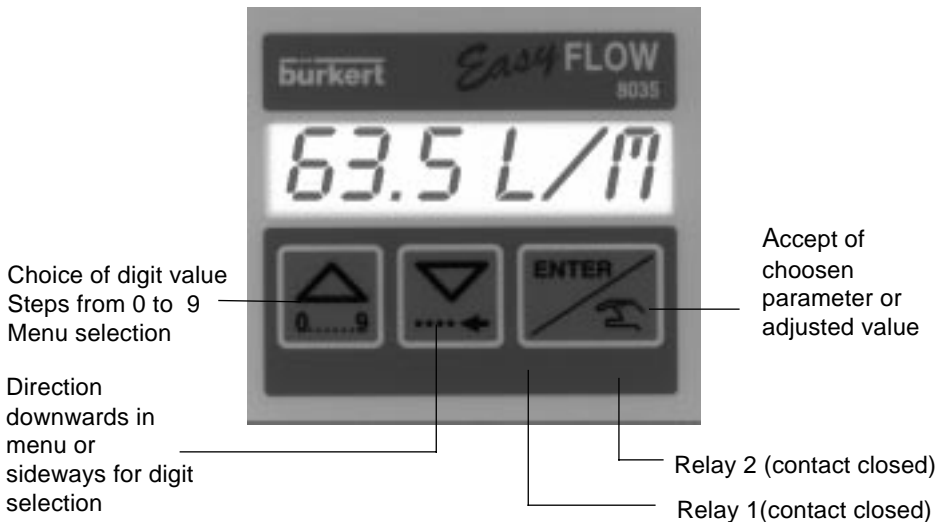 bürkert
Easy FLOW
8035
63.5 L/M
0......9
....
ENTER
Choice of digit value
Steps from 0 to 9
Menu selection
Direction
downwards in
menu or
sideways for digit
selection
Accept of
choosen
parameter or
adjusted value
Relay 2 (contact closed)
Relay 1(contact closed)